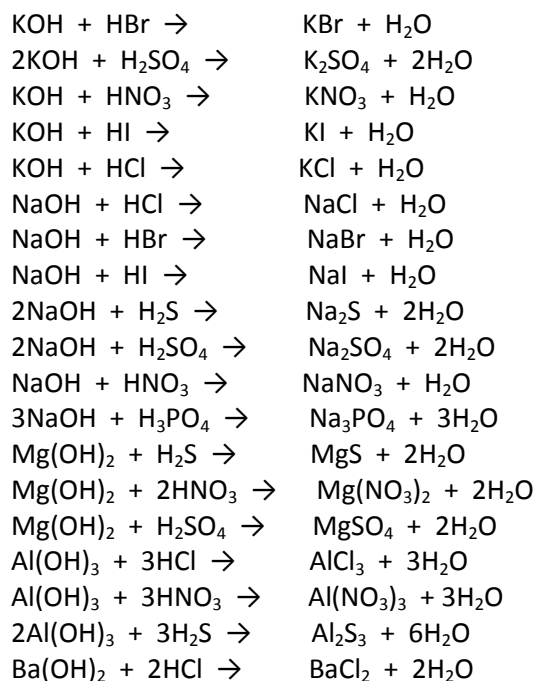 KOH + HBr → KBr + H₂O
2KOH + H₂SO₄ → K₂SO₄ + 2H₂O
KOH + HNO₃ → KNO₃ + H₂O
KOH + HI → KI + H₂O
KOH + HCl → KCl + H₂O
NaOH + HCl → NaCl + H₂O
NaOH + HBr → NaBr + H₂O
NaOH + HI → NaI + H₂O
2NaOH + H₂S → Na₂S + 2H₂O
2NaOH + H₂SO₄ → Na₂SO₄ + 2H₂O
NaOH + HNO₃ → NaNO₃ + H₂O
3NaOH + H₃PO₄ → Na₃PO₄ + 3H₂O
Mg(OH)₂ + H₂S → MgS + 2H₂O
Mg(OH)₂ + 2HNO₃ → Mg(NO₃)₂ + 2H₂O
Mg(OH)₂ + H₂SO₄ → MgSO₄ + 2H₂O
Al(OH)₃ + 3HCl → AlCl₃ + 3H₂O
Al(OH)₃ + 3HNO₃ → Al(NO₃)₃ + 3H₂O
2Al(OH)₃ + 3H₂S → Al₂S₃ + 6H₂O
Ba(OH)₂ + 2HCl → BaCl₂ + 2H₂O